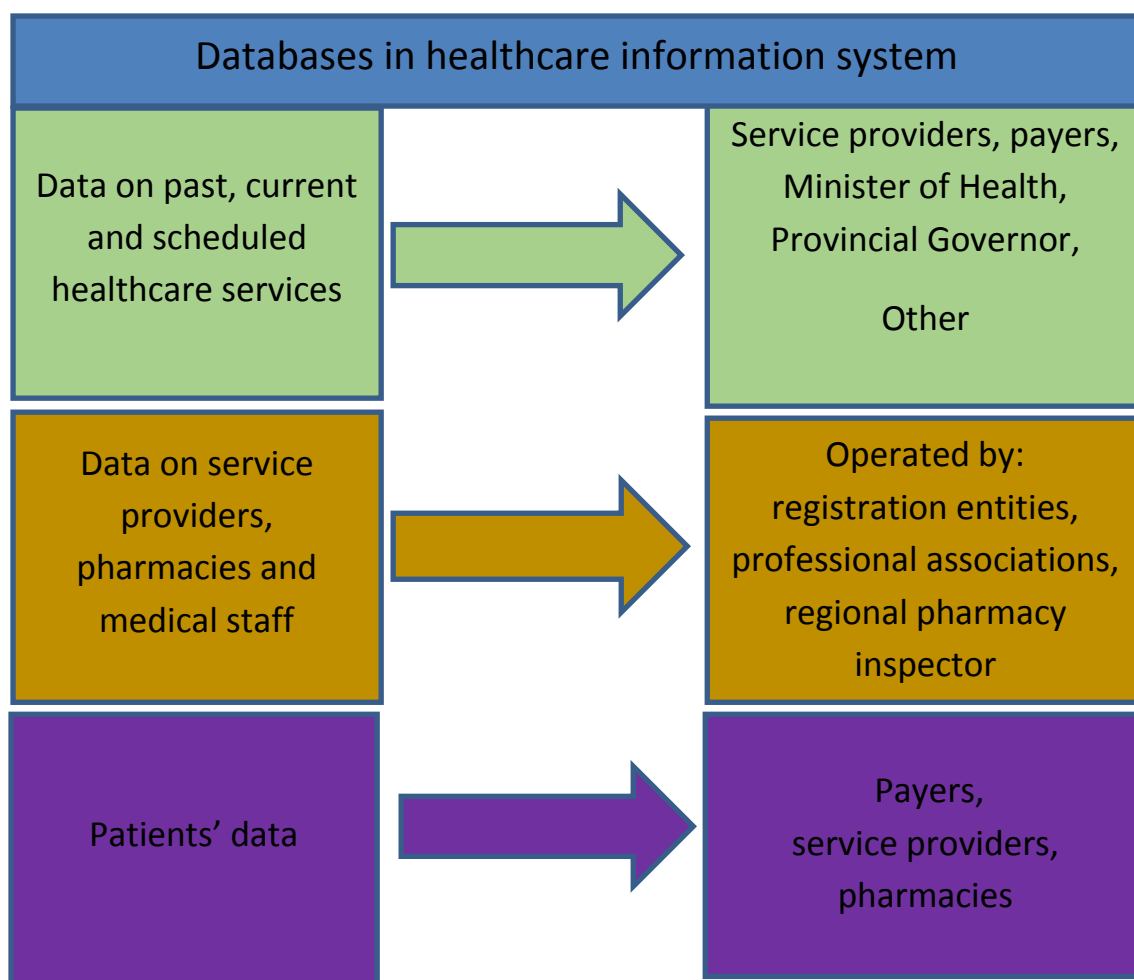 Databases in healthcare information system
Data on past, current
and scheduled
healthcare services
Service providers, payers,
Minister of Health,
Provincial Governor,
Other
Data on service
providers,
pharmacies and
medical staff
Operated by:
registration entities,
professional associations,
regional pharmacy
inspector
Patients’ data
Payers,
service providers,
pharmacies